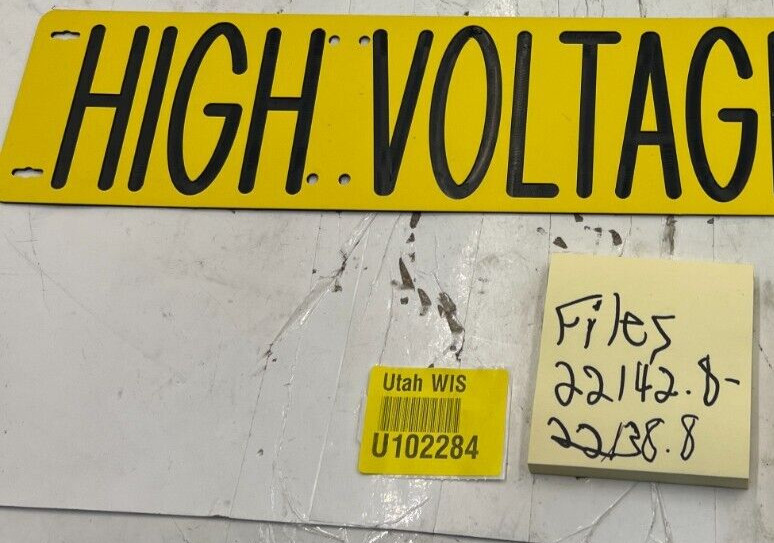 HIGH VOLTAG
Utah WIS
U102284
Files
22142.8-
22138.8